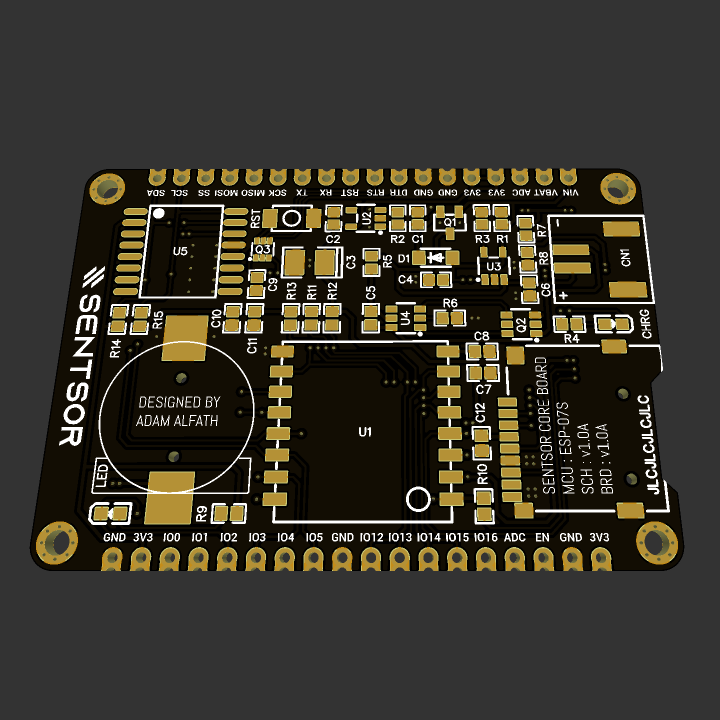 SDA SCL SS MOSI MISO SCK TX RX RST RTS DTR GND GND 3V3 3V3 ADC VBAT VIN
RST
U2
R2 C1
Q1
R3 R1
R7
C2
U5
Q3
C3
R5
D1
U3
R8
CN1
C9
C4
C6
+
R13 R11 R12
C5
U4
R6
Q2
R4
CHRG
R14
R15
C10
C11
C8
C7
SENTSOR
DESIGNED BY
ADAM ALFATH
U1
C12
R10
SENTSOR CORE BOARD
MCU : ESP-07S
SCH : v1.0A
BRD : v1.0A
JLCJLCJLCJLC
LED
R9
GND 3V3 IO0 IO1 IO2 IO3 IO4 IO5 GND IO12 IO13 IO14 IO15 IO16 ADC EN GND 3V3